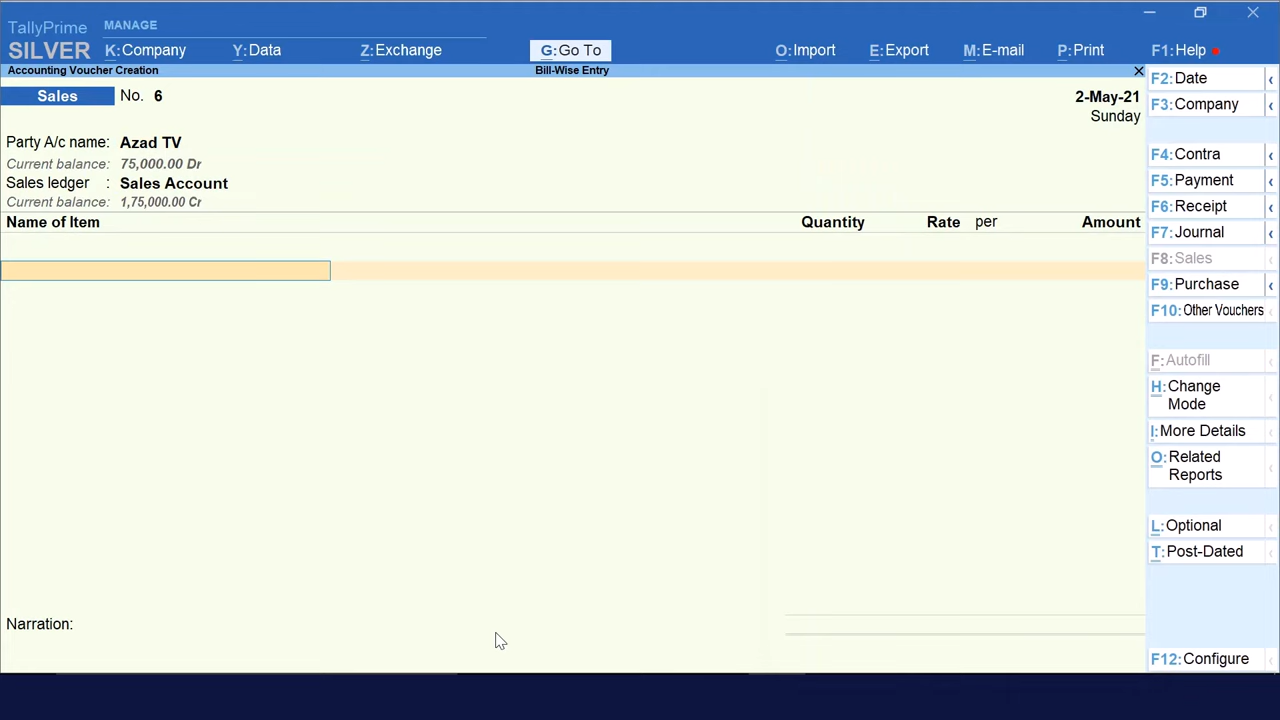 TallyPrime MANAGE
SILVER K:Company Y:Data Z:Exchange G:Go To O:Import E:Export M:E-mail P:Print F1:Help
Accounting Voucher Creation Bill-Wise Entry
Sales No. 6 2-May-21
Sunday
Party A/c name: Azad TV
Current balance: 75,000.00 Dr
Sales ledger : Sales Account
Current balance: 1,75,000.00 Cr
Name of Item Quantity Rate per Amount
Narration:
F2:Date
F3:Company
F4:Contra
F5:Payment
F6:Receipt
F7:Journal
F8:Sales
F9:Purchase
F10:Other Vouchers
F:Autofill
H:Change
Mode
I:More Details
O:Related
Reports
L:Optional
T:Post-Dated
F12:Configure